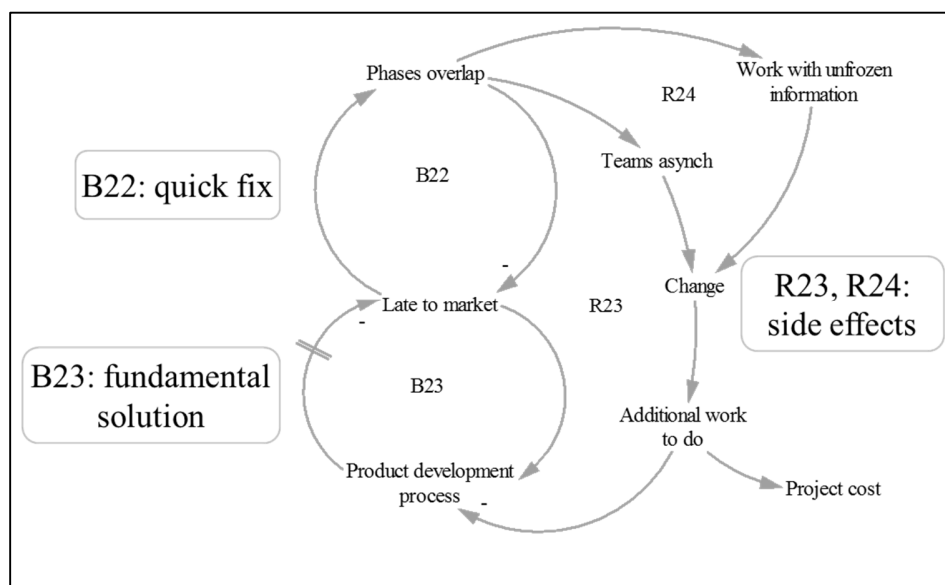 Phases overlap
Work with unfrozen
information
R24
Teams asynch
B22: quick fix
B22
-
Change
R23, R24:
side effects
Late to market
R23
-
B23: fundamental
solution
B23
Additional work
to do
Product development
process
-
Project cost